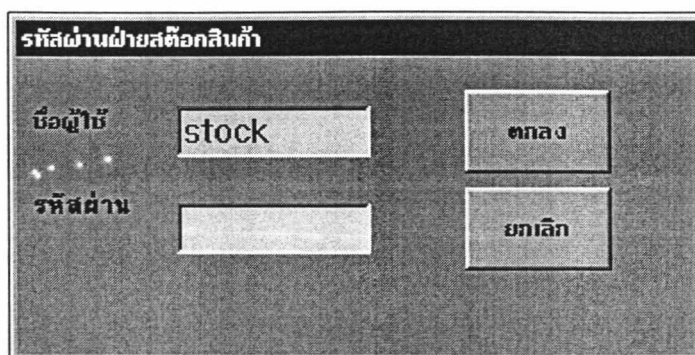 รหัสผ่านฝ่ายสต๊อกสินค้า
ชื่อผู้ใช้
stock
ตกลง
รหัสผ่าน
ยกเลิก